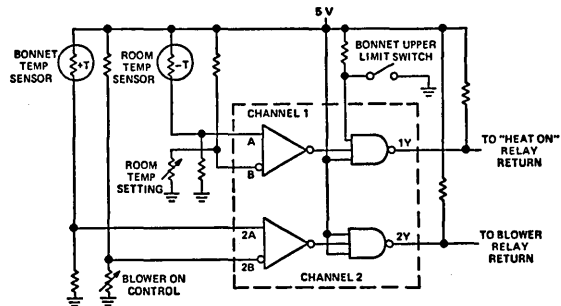 5 V
BONNET
TEMP
SENSOR
+T
ROOM
TEMP
SENSOR
−T
BONNET UPPER
LIMIT SWITCH
CHANNEL 1
A
B
1Y
TO "HEAT ON"
RELAY
RETURN
ROOM
TEMP
SETTING
2A
2B
2Y
TO BLOWER
RELAY
RETURN
BLOWER ON
CONTROL
CHANNEL 2